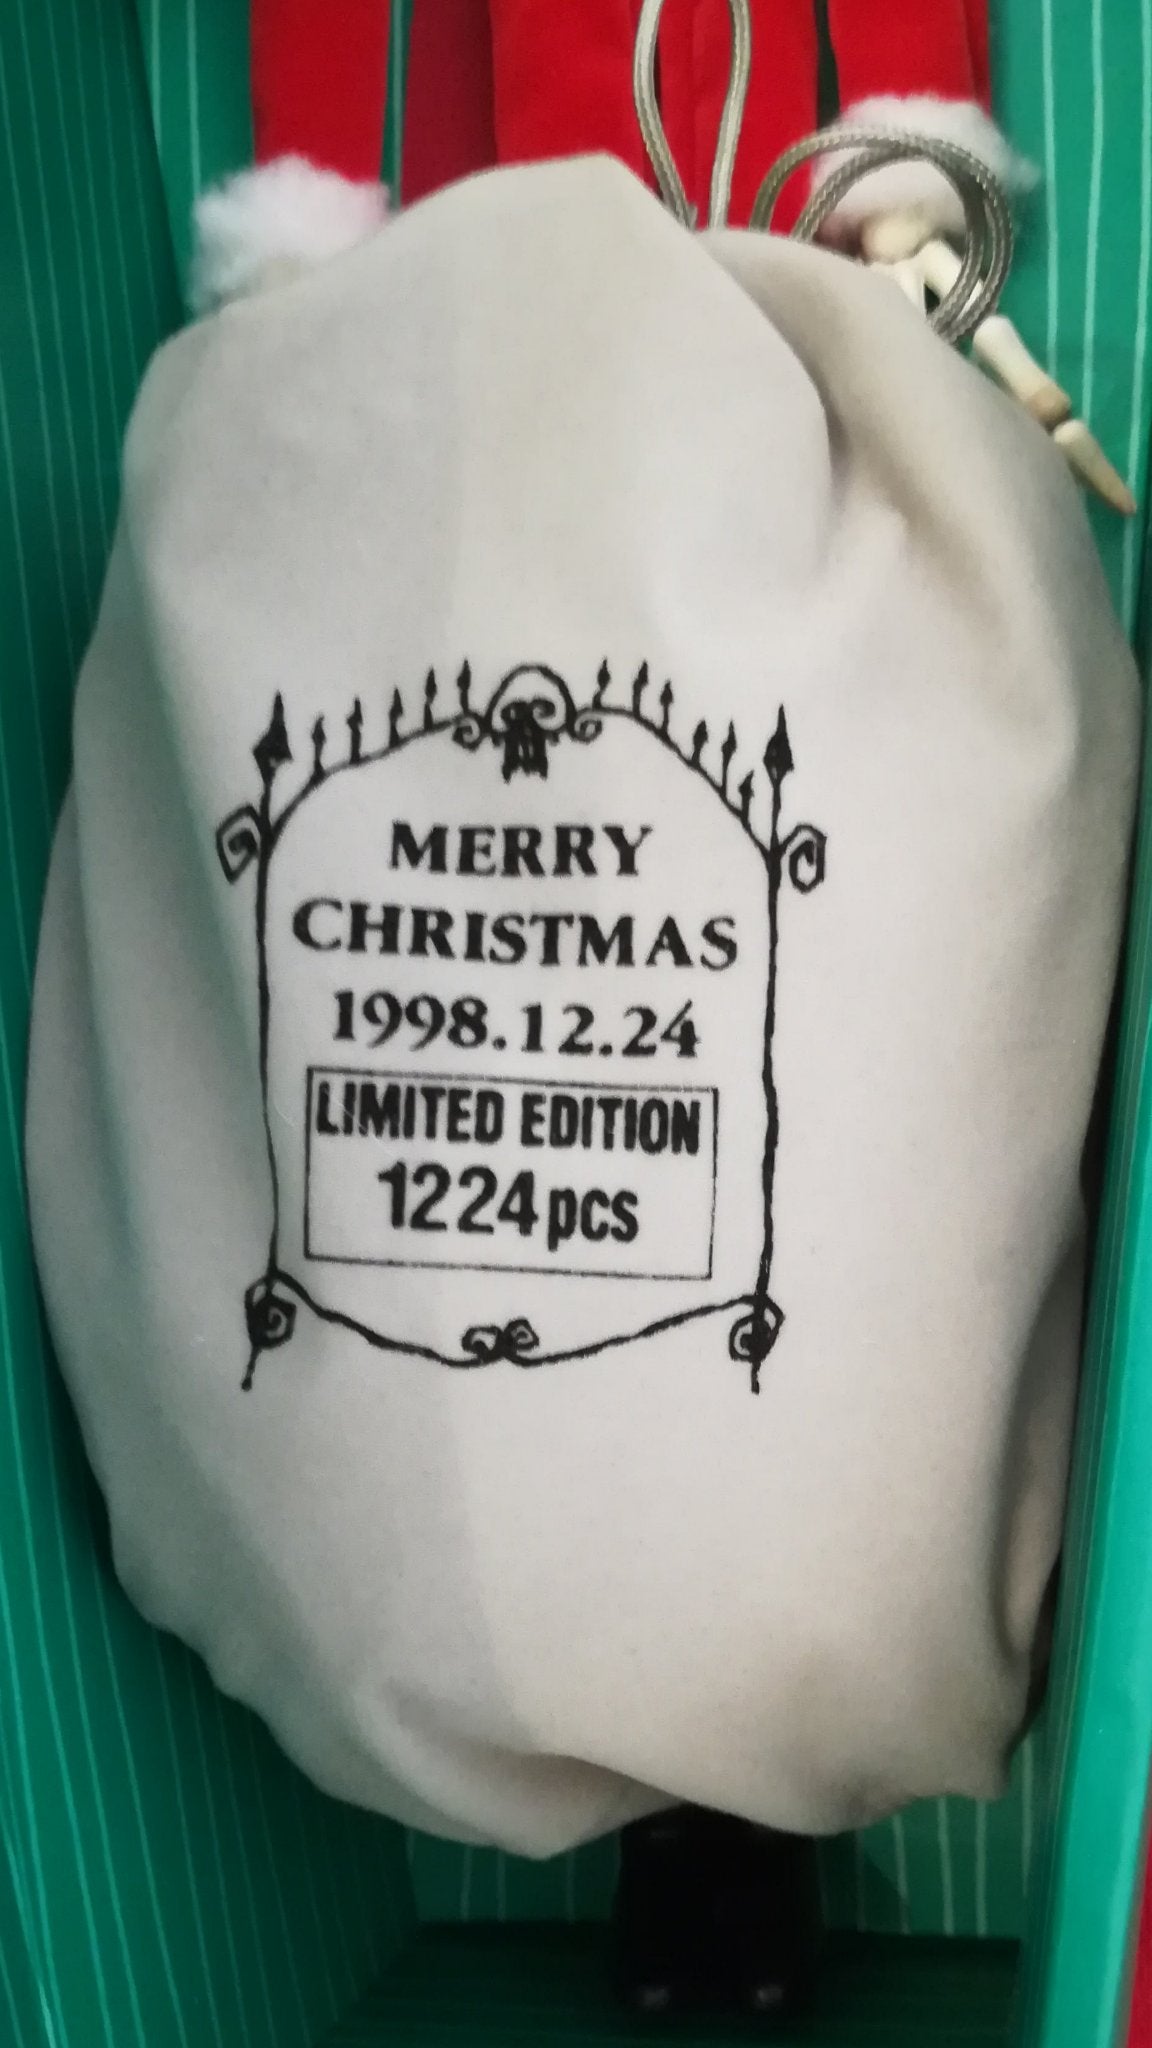 MERRY
CHRISTMAS
1998.12.24
LIMITED EDITION
1224pcs